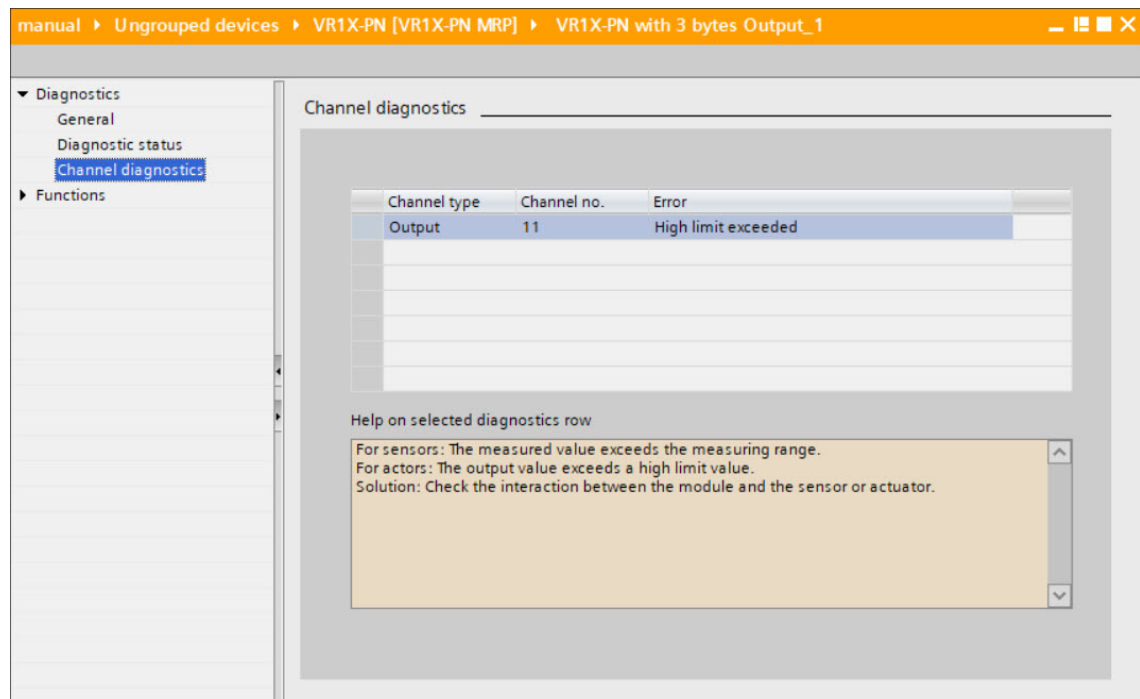 manual ▸ Ungrouped devices ▸ VR1X-PN [VR1X-PN MRP] ▸ VR1X-PN with 3 bytes Output_1
Diagnostics
General
Diagnostic status
Channel diagnostics
Functions
Channel diagnostics
Channel type Channel no. Error
Output 11 High limit exceeded
Help on selected diagnostics row
For sensors: The measured value exceeds the measuring range.
For actors: The output value exceeds a high limit value.
Solution: Check the interaction between the module and the sensor or actuator.